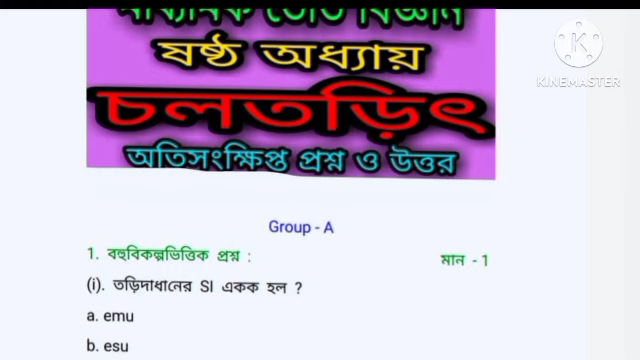 মাধ্যমিক ভৌত বিজ্ঞান
ষষ্ঠ অধ্যায়
চলতড়িৎ
অতিসংক্ষিপ্ত প্রশ্ন ও উত্তর
K
KINEMASTER
Group - A
1. বহুবিকল্পভিত্তিক প্রশ্ন :
মান - 1
(i). তড়িদাধানের SI একক হল ?
a. emu
b. esu